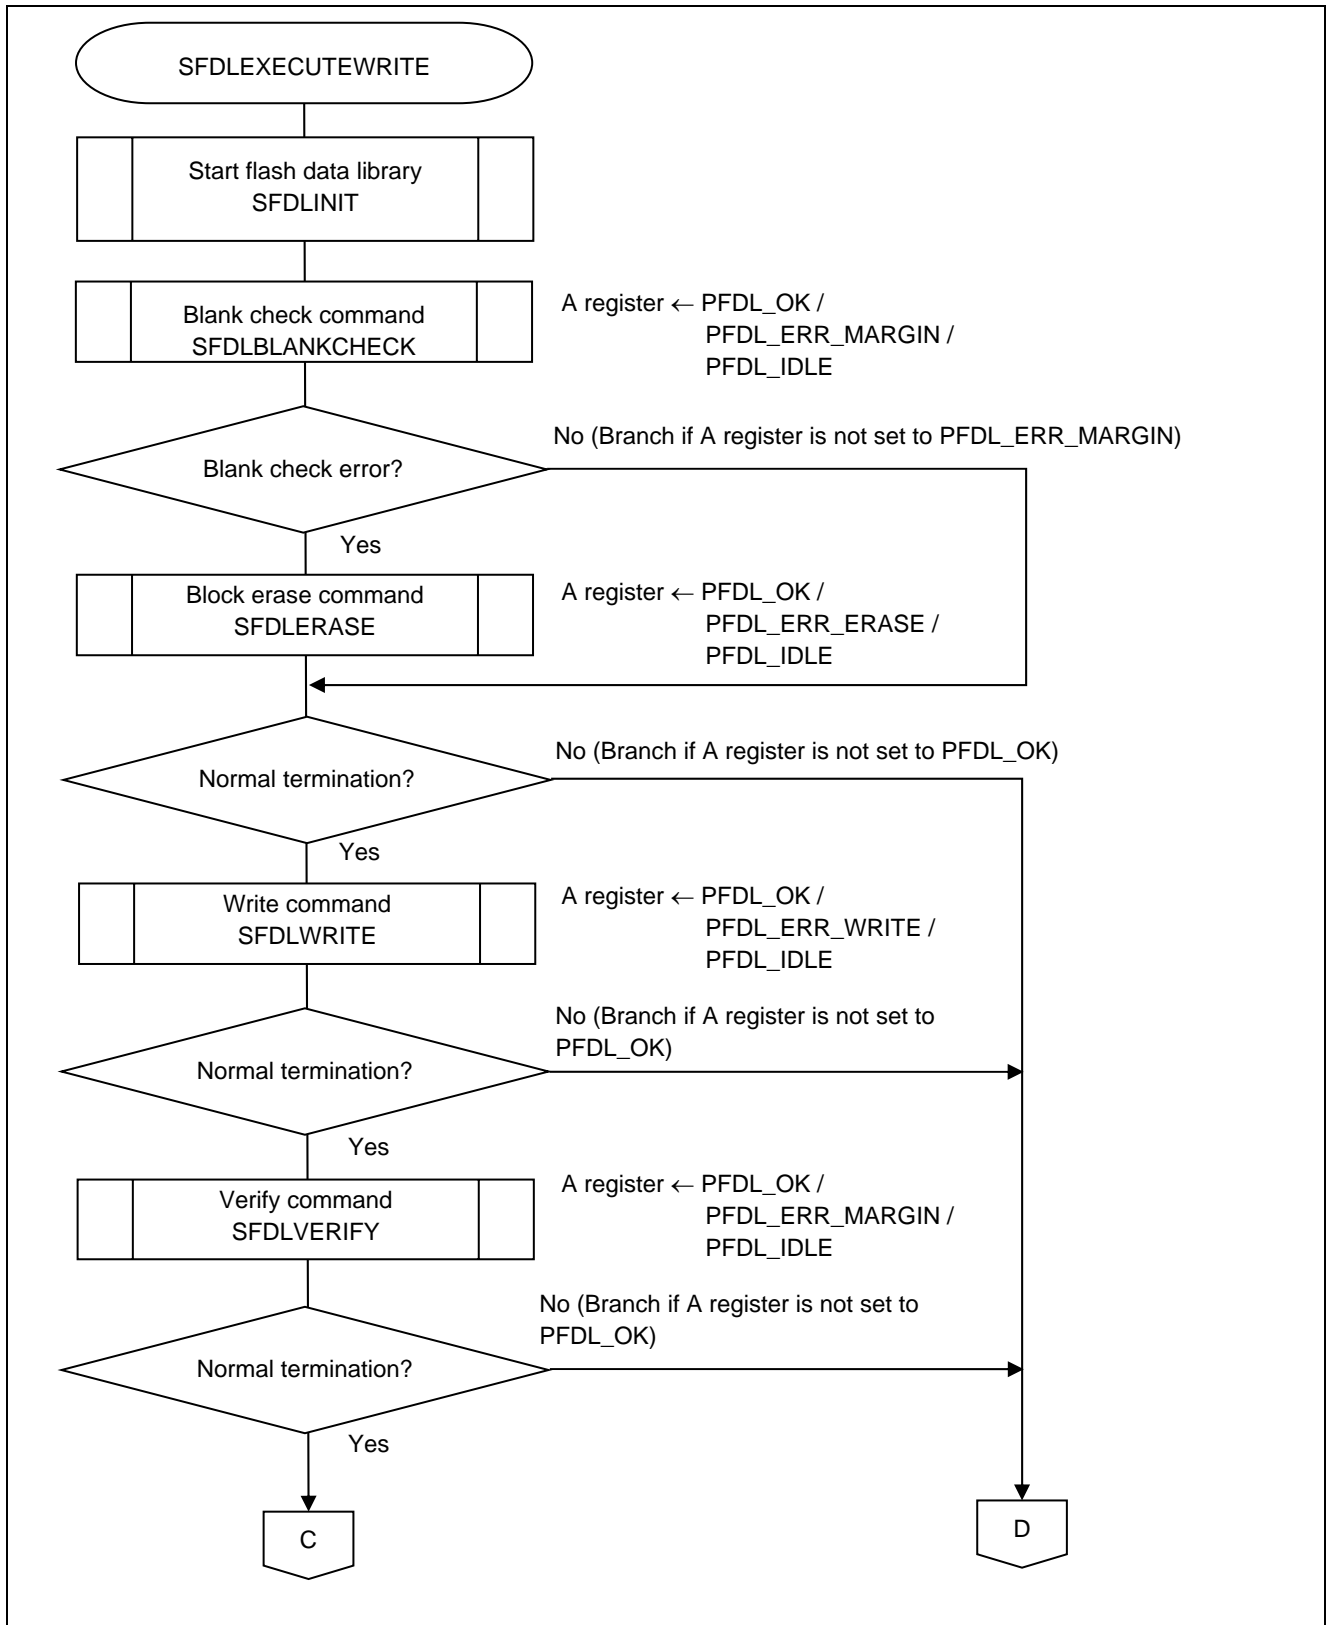 SFDLEXECUTEWRITE
Start flash data library
SFDLINIT
Blank check command
SFDLBLANKCHECK
A register ← PFDL_OK /
PFDL_ERR_MARGIN /
PFDL_IDLE
No (Branch if A register is not set to PFDL_ERR_MARGIN)
Blank check error?
Yes
Block erase command
SFDLERASE
A register ← PFDL_OK /
PFDL_ERR_ERASE /
PFDL_IDLE
No (Branch if A register is not set to PFDL_OK)
Normal termination?
Yes
Write command
SFDLWRITE
A register ← PFDL_OK /
PFDL_ERR_WRITE /
PFDL_IDLE
No (Branch if A register is not set to
PFDL_OK)
Normal termination?
Yes
Verify command
SFDLVERIFY
A register ← PFDL_OK /
PFDL_ERR_MARGIN /
PFDL_IDLE
No (Branch if A register is not set to
PFDL_OK)
Normal termination?
Yes
C
D